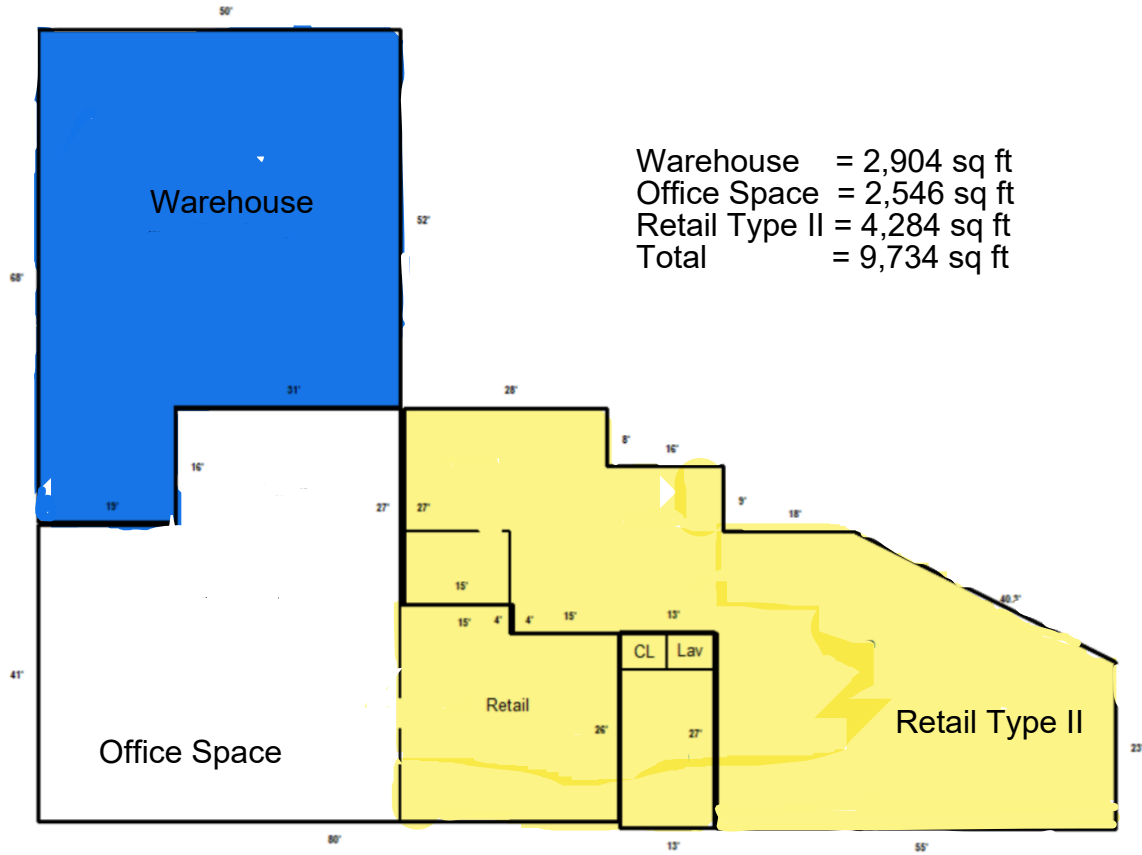 50'
Warehouse
Warehouse = 2,904 sq ft
Office Space = 2,546 sq ft
Retail Type II = 4,284 sq ft
Total = 9,734 sq ft
52'
68'
31'
28'
8'
16'
16'
19'
27'
27'
9'
18'
15'
40.3'
15'
4'
4'
15'
13'
CL
Lav
41'
Retail
26'
27'
Retail Type II
23
Office Space
80'
13'
55'